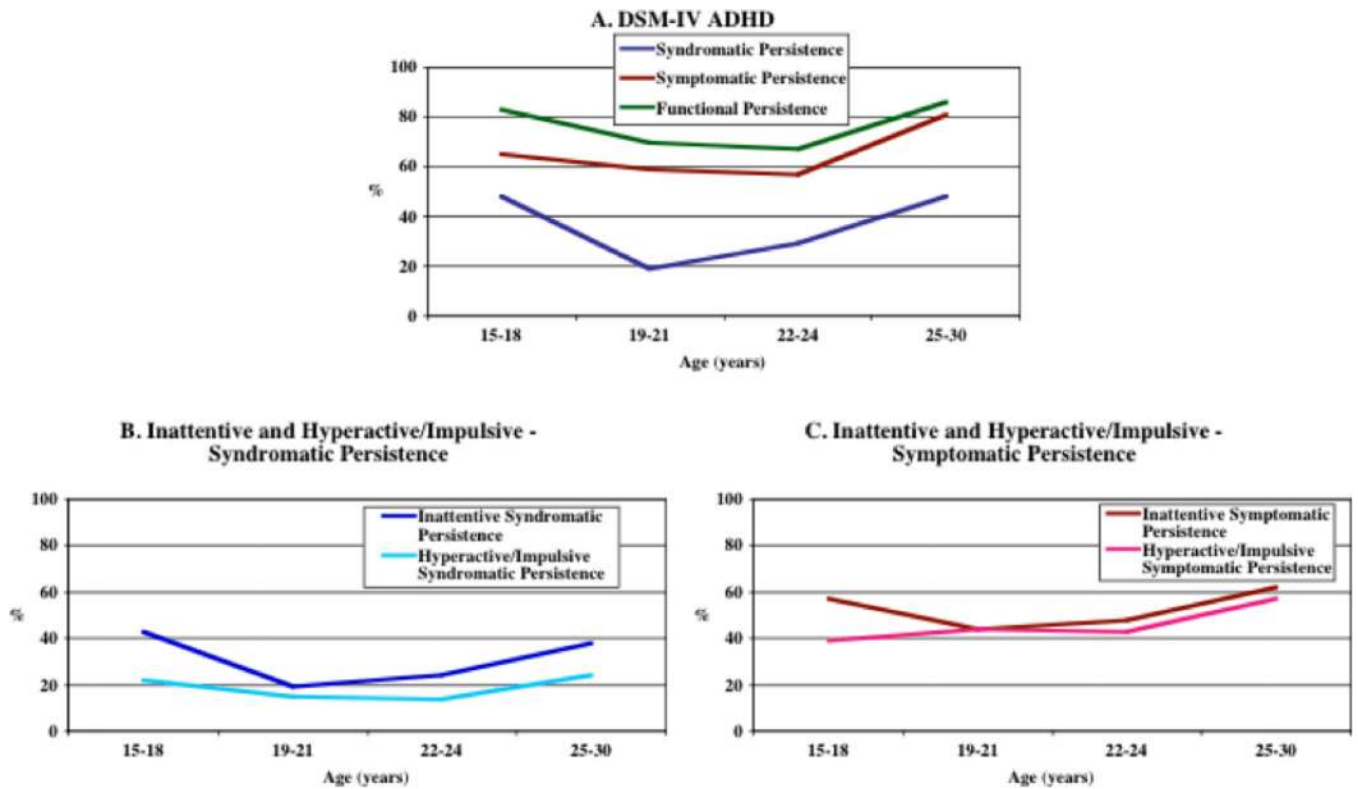 A. DSM-IV ADHD
Syndromatic Persistence
Symptomatic Persistence
Functional Persistence
100
80
60
40
20
0
%
15-18 19-21 22-24 25-30
Age (years)
B. Inattentive and Hyperactive/Impulsive -
Syndromatic Persistence
Inattentive Syndromatic
Persistence
Hyperactive/Impulsive
Syndromatic Persistence
100
80
60
40
20
0
%
15-18 19-21 22-24 25-30
Age (years)
C. Inattentive and Hyperactive/Impulsive -
Symptomatic Persistence
Inattentive Symptomatic
Persistence
Hyperactive/Impulsive
Symptomatic Persistence
100
80
60
40
20
0
%
15-18 19-21 22-24 25-30
Age (years)